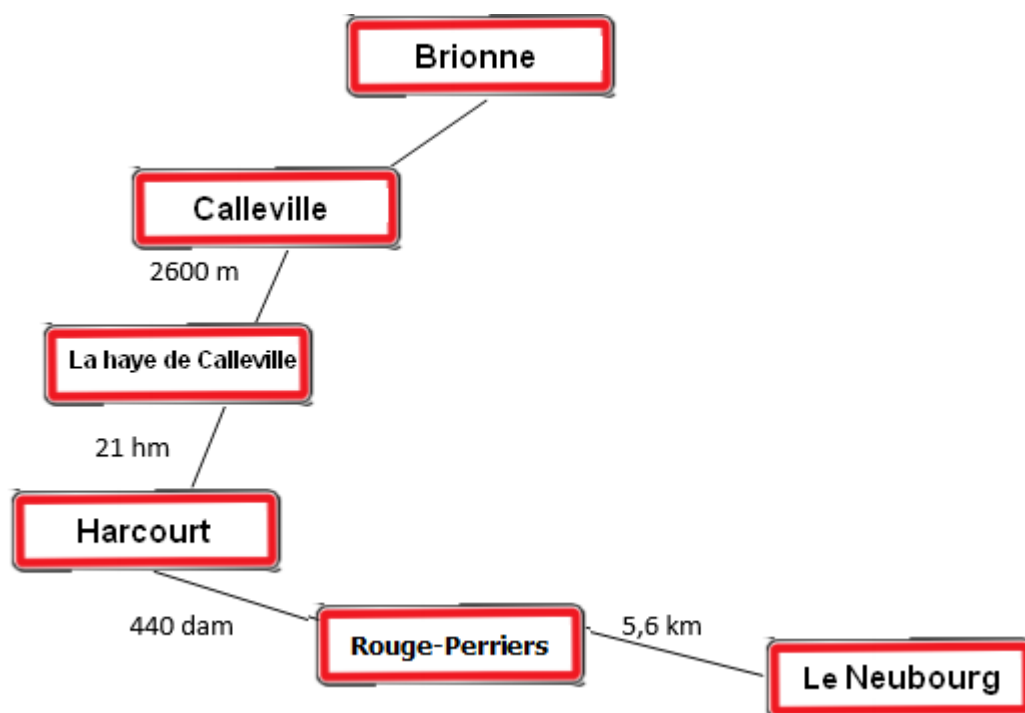 Brionne
Calleville
2600 m
La haye de Calleville
21 hm
Harcourt
440 dam
Rouge-Perriers
5,6 km
Le Neubourg